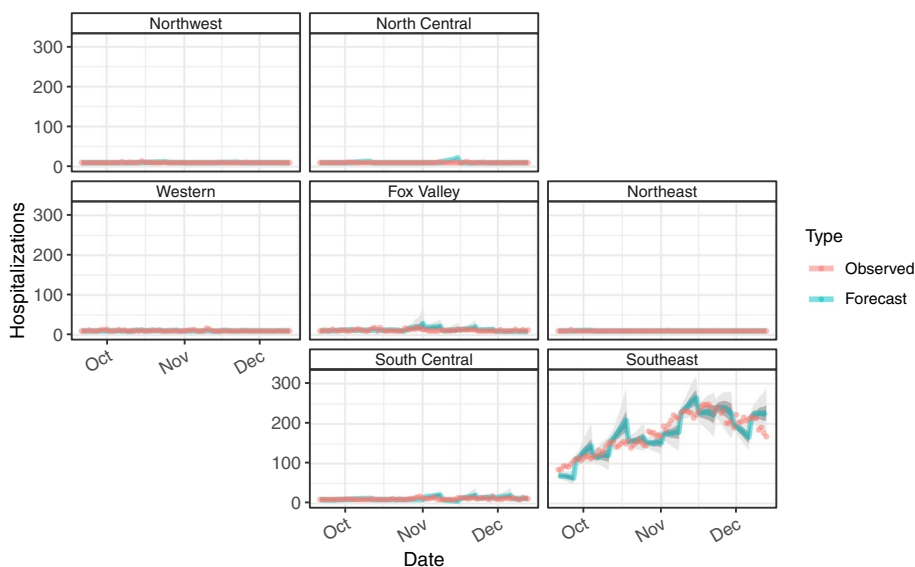 Northwest
North Central
300
200
100
0
Western
Fox Valley
Northeast
300
200
100
0
Oct
Nov
Dec
South Central
Southeast
300
200
100
0
Oct
Nov
Dec
Oct
Nov
Dec
Hospitalizations
Date
Type
Observed
Forecast